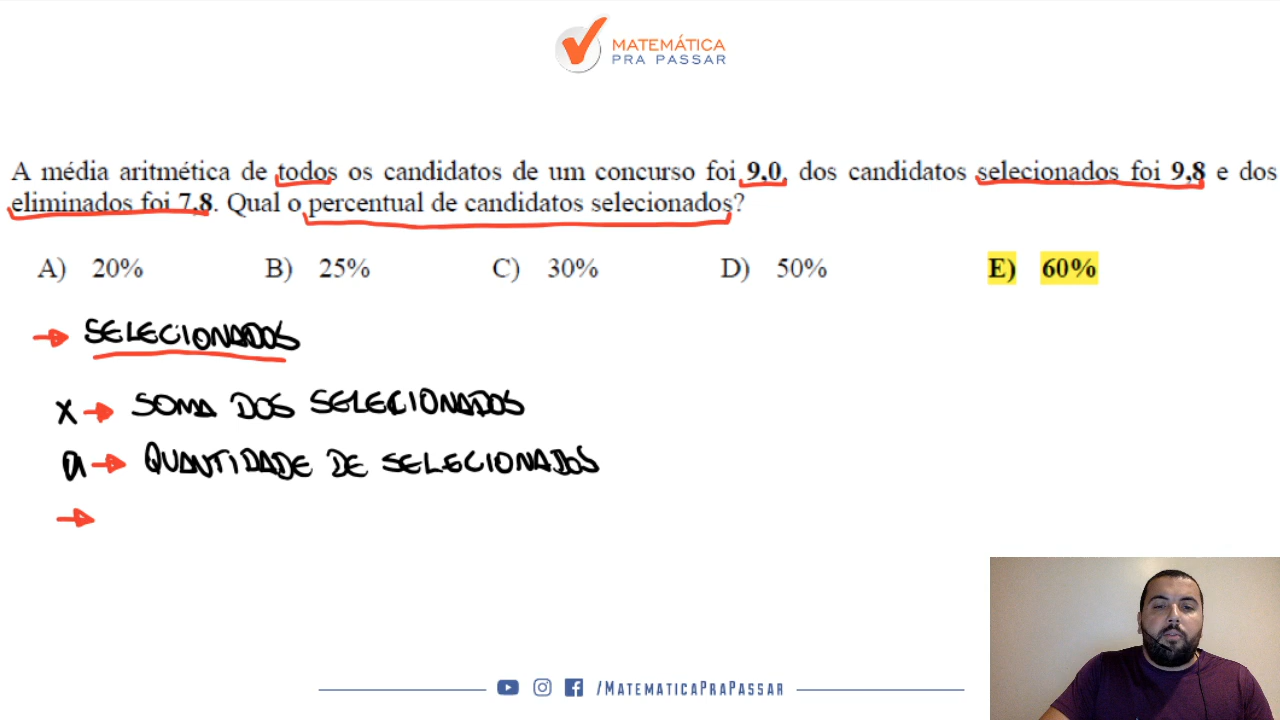 MATEMÁTICA
PRA PASSAR
A média aritmética de todos os candidatos de um concurso foi 9,0, dos candidatos selecionados foi 9,8 e dos
eliminados foi 7,8. Qual o percentual de candidatos selecionados?
A) 20% B) 25% C) 30% D) 50% E) 60%
SELECIONADOS
X SOMA DOS SELECIONADOS
a QUANTIDADE DE SELECIONADOS
/MATEMATICAPRAPASSAR